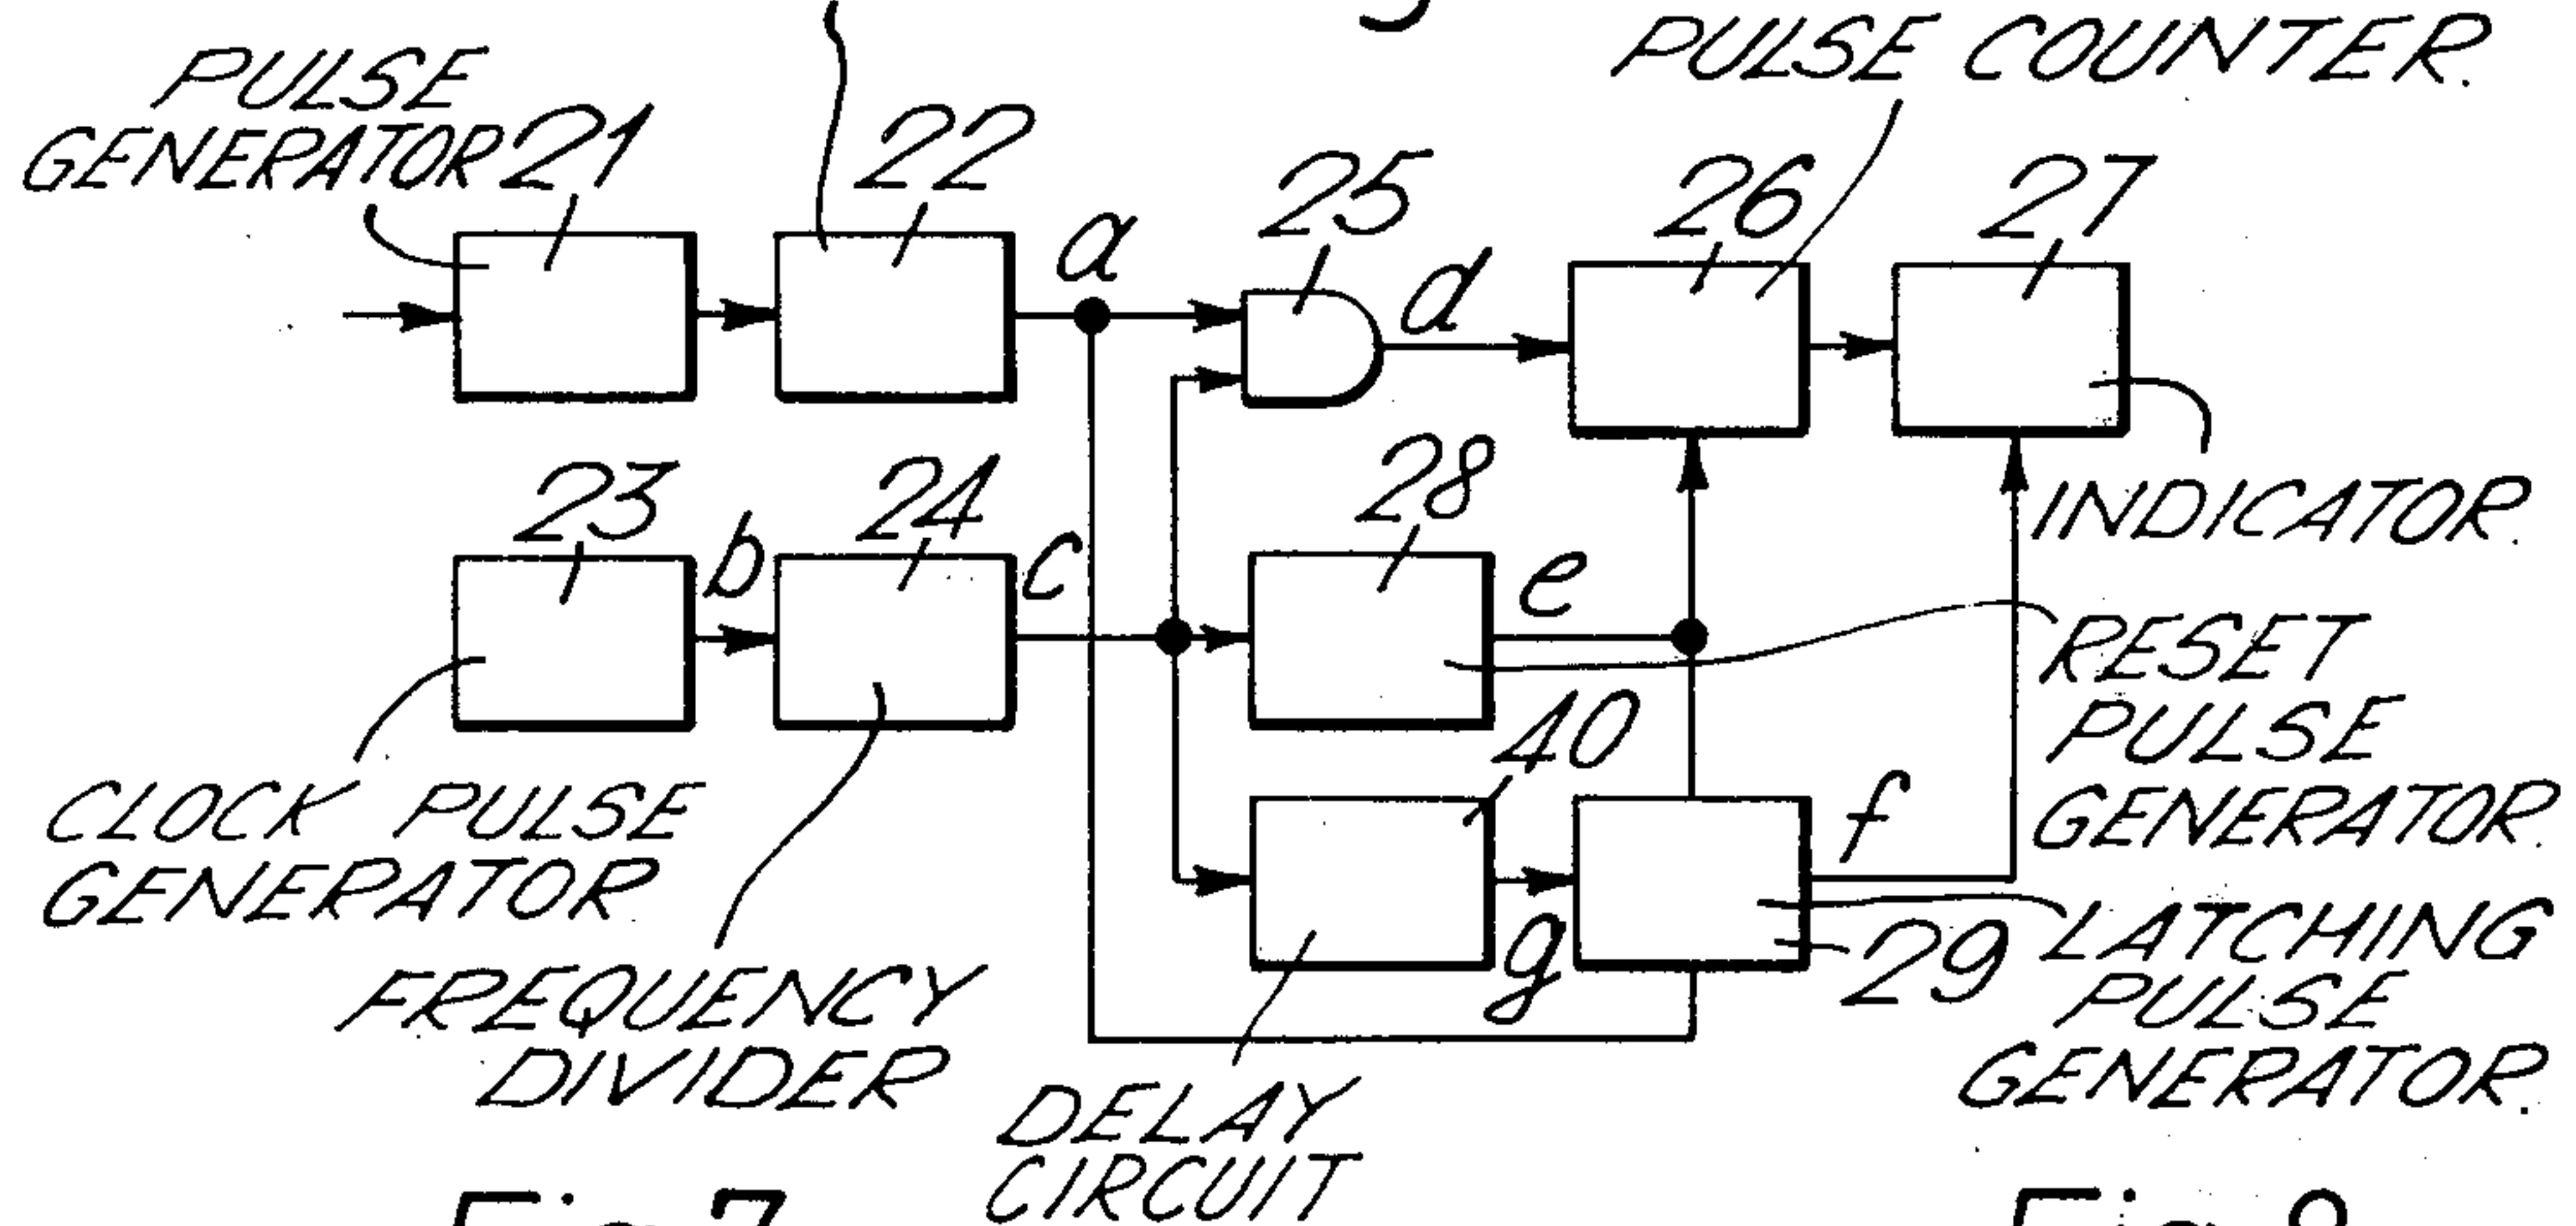 PULSE COUNTER.
PULSE
GENERATOR
21
22
25
26
27
a
d
INDICATOR.
23
24
28
b
c
e
RESET
PULSE
GENERATOR.
40
f
CLOCK PULSE
GENERATOR
g
29
LATCHING
PULSE
GENERATOR.
FREQUENCY
DIVIDER
DELAY
CIRCUIT